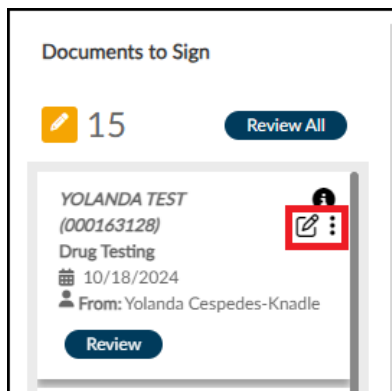 Documents to Sign
15
Review All
YOLANDA TEST
(000163128)
Drug Testing
10/18/2024
From: Yolanda Cespedes-Knadle
Review